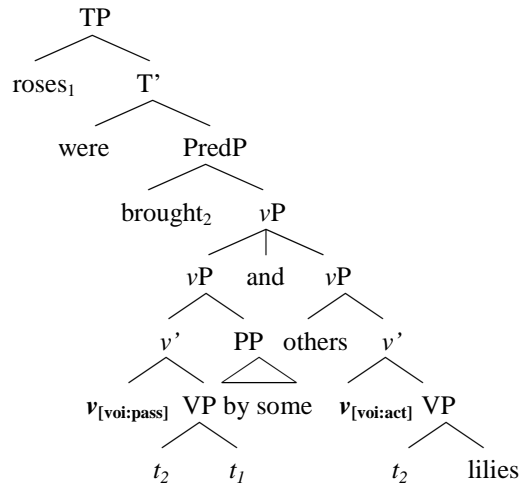 TP
roses₁ T’
were PredP
brought₂ vP
vP and vP
v’ PP others v’
v[voi:pass] VP by some v[voi:act] VP
t₂ t₁ t₂ lilies